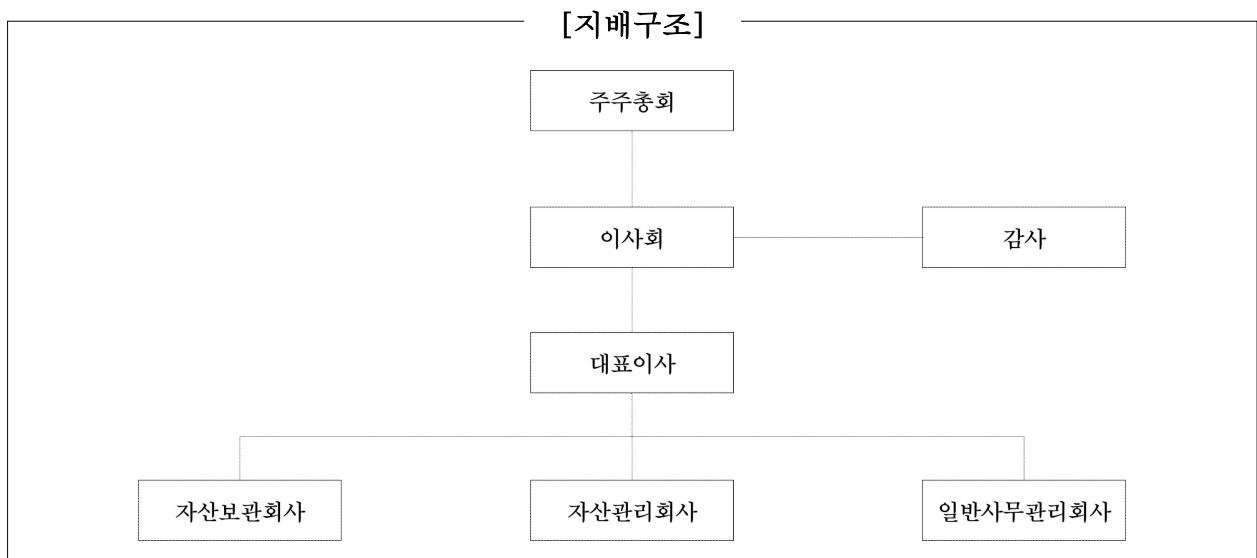 [지배구조]
주주총회
이사회
감사
대표이사
자산보관회사
자산관리회사
일반사무관리회사